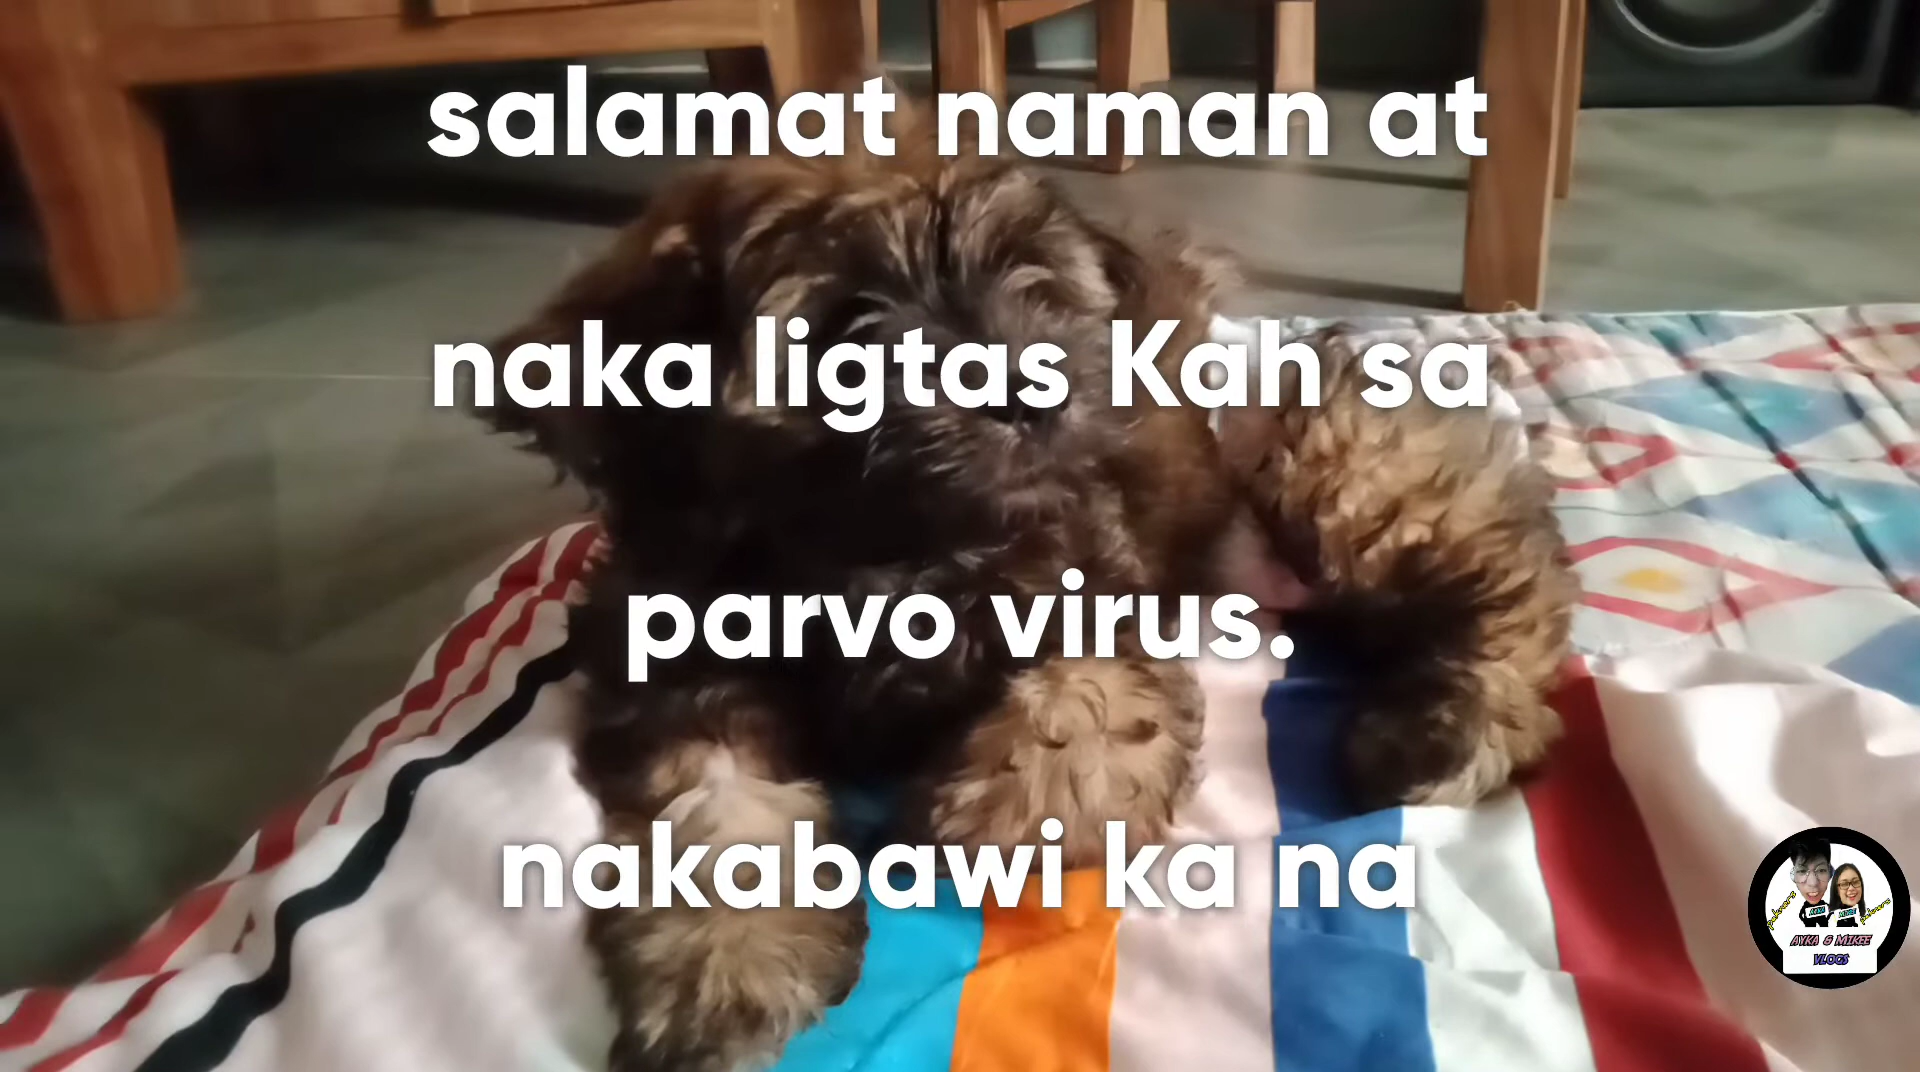 salamat naman at
naka ligtas Kah sa
parvo virus.
nakabawi ka na
AYKA & MIKEE
VLOGS